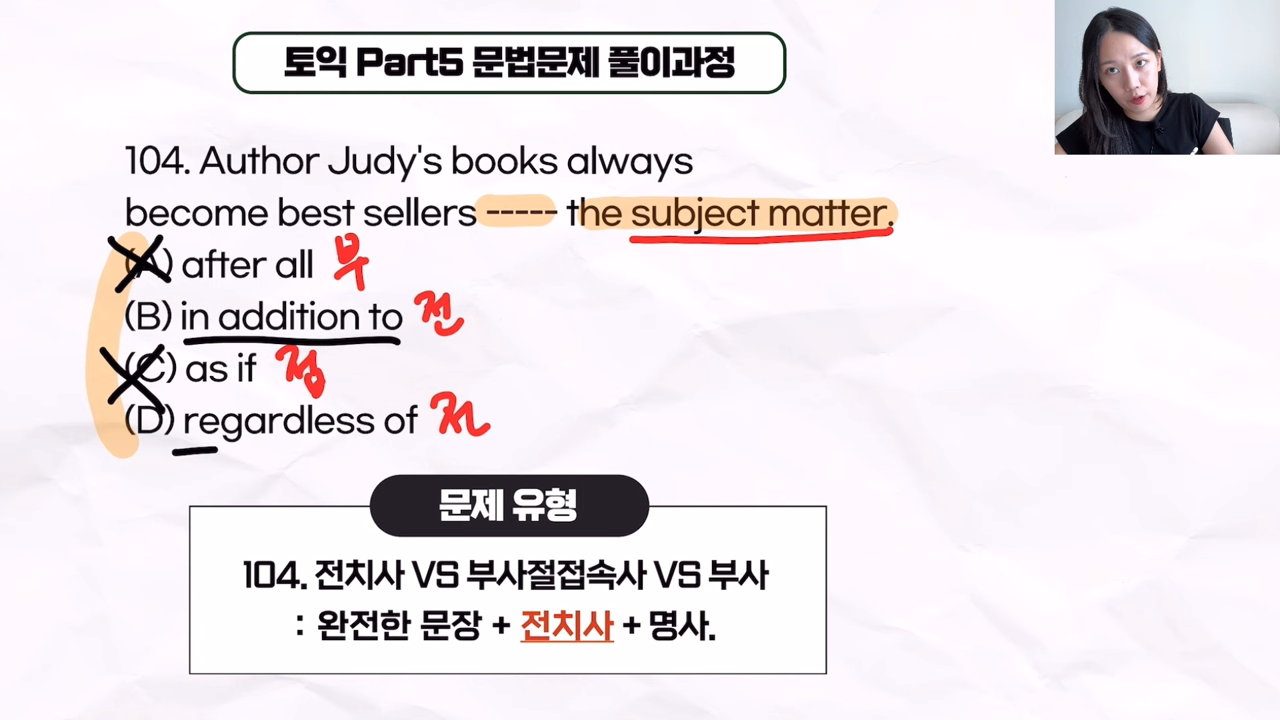 토익 Part5 문법문제 풀이과정
104. Author Judy's books always
become best sellers ----- the subject matter.
(A) after all 부
(B) in addition to 전
(C) as if 접
(D) regardless of 전
문제 유형
104. 전치사 VS 부사절접속사 VS 부사
: 완전한 문장 + 전치사 + 명사.